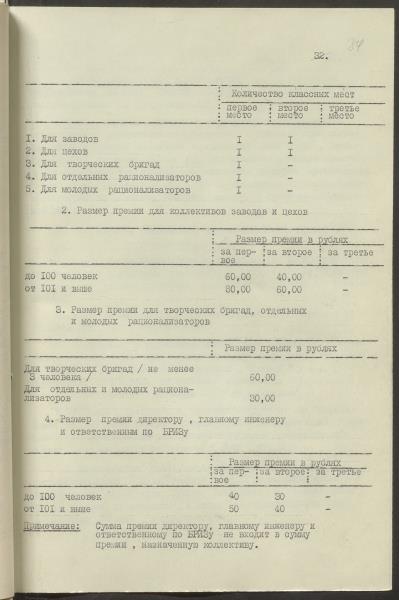 84
32.
Количество классных мест
первое место второе место третье место
1. Для заводов I I
2. Для цехов I I
3. Для творческих бригад I -
4. Для отдельных рационализаторов I -
5. Для молодых рационализаторов I -
2. Размер премии для коллективов заводов и цехов
Размер премии в рублях
за первое за второе за третье
до 100 человек 60,00 40,00 -
от 101 и выше 80,00 60,00 -
3. Размер премии для творческих бригад, отдельных
и молодых рационализаторов
Размер премии в рублях
Для творческих бригад / не менее
3 человека / 60,00
Для отдельных и молодых рациона-
лизаторов 30,00
4. Размер премии директору , главному инженеру
и ответственным по БРИЗу
Размер премии в рублях
за пер- за второе за третье
вое
до 100 человек 40 30 -
от 101 и выше 50 40 -
Примечание: Сумма премии директору, главному инженеру и
ответственному по БРИЗу не входит в сумму
премии , назначенную коллективу.